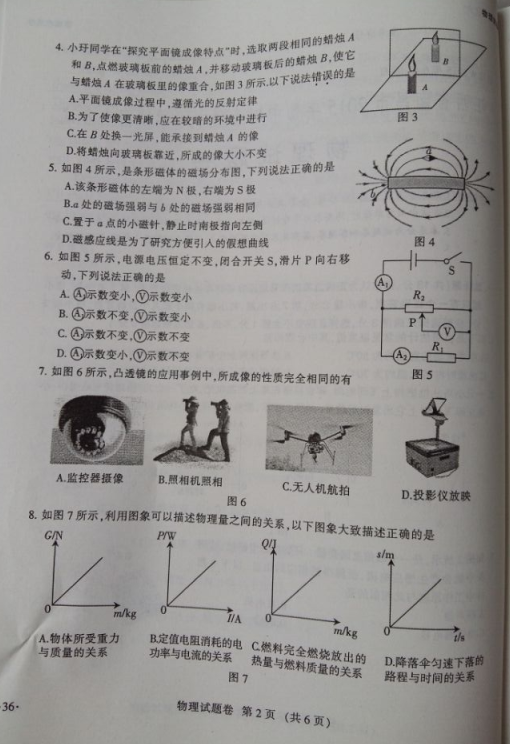 4. 小玗同学在“探究平面镜成像特点”时,选取两段相同的蜡烛 A
和 B,点燃玻璃板前的蜡烛 A,并移动玻璃板后的蜡烛 B,使它
与蜡烛 A 在玻璃板里的像重合,如图 3 所示.以下说法错误的是
A.平面镜成像过程中,遵循光的反射定律
B.为了使像更清晰,应在较暗的环境中进行
C.在 B 处换一光屏,能承接到蜡烛 A 的像
D.将蜡烛向玻璃板靠近,所成的像大小不变
B
A
图 3
5. 如图 4 所示,是条形磁体的磁场分布图,下列说法正确的是
A.该条形磁体的左端为 N 极,右端为 S 极
B.a 处的磁场强弱与 b 处的磁场强弱相同
C.置于 a 点的小磁针,静止时南极指向左侧
D.磁感应线是为了研究方便引入的假想曲线
a
b
图 4
6. 如图 5 所示,电源电压恒定不变,闭合开关 S,滑片 P 向右移
动,下列说法正确的是
A. Ⓐ示数变小,Ⓥ示数变小
B. Ⓐ示数不变,Ⓥ示数变小
C. Ⓐ示数不变,Ⓥ示数不变
D. Ⓐ示数变小,Ⓥ示数不变
S
A₁
R₂
P
V
A₂
R₁
图 5
7. 如图 6 所示,凸透镜的应用事例中,所成像的性质完全相同的有
A.监控器摄像
B.照相机照相
C.无人机航拍
D.投影仪放映
图 6
8. 如图 7 所示,利用图象可以描述物理量之间的关系,以下图象大致描述正确的是
G/N
0
m/kg
P/W
0
I/A
Q/J
0
m/kg
s/m
0
t/s
A.物体所受重力
与质量的关系
B.定值电阻消耗的电
功率与电流的关系
C.燃料完全燃烧放出的
热量与燃料质量的关系
D.降落伞匀速下落的
路程与时间的关系
图 7
·36·
物理试题卷 第 2 页 (共 6 页)